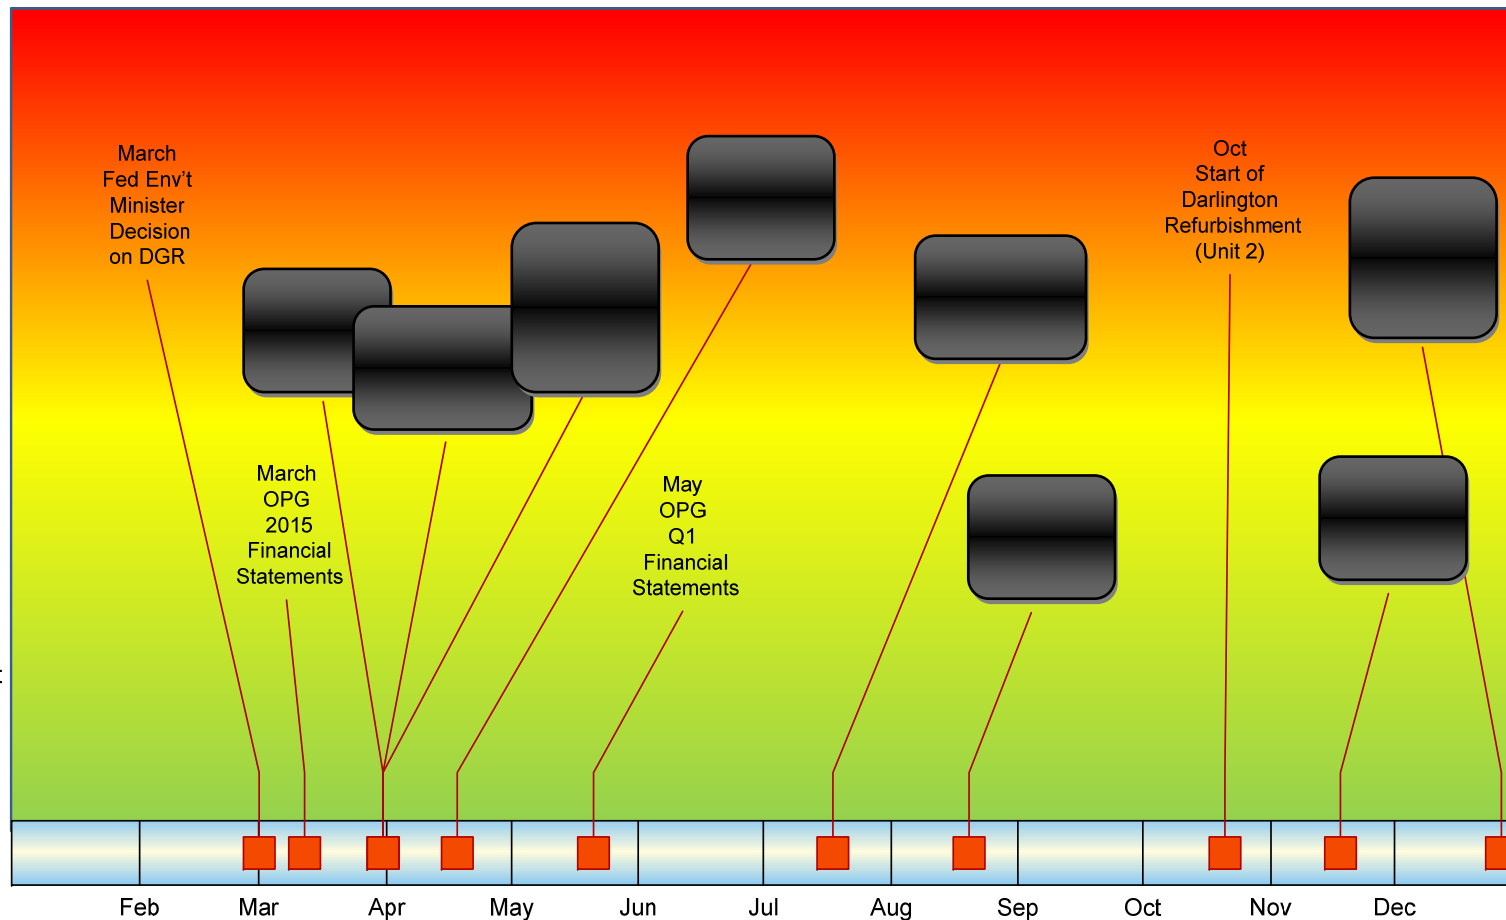 March
Fed Env't
Minister
Decision
on DGR
March
OPG
2015
Financial
Statements
May
OPG
Q1
Financial
Statements
Oct
Start of
Darlington
Refurbishment
(Unit 2)
Feb Mar Apr May Jun Jul Aug Sep Oct Nov Dec